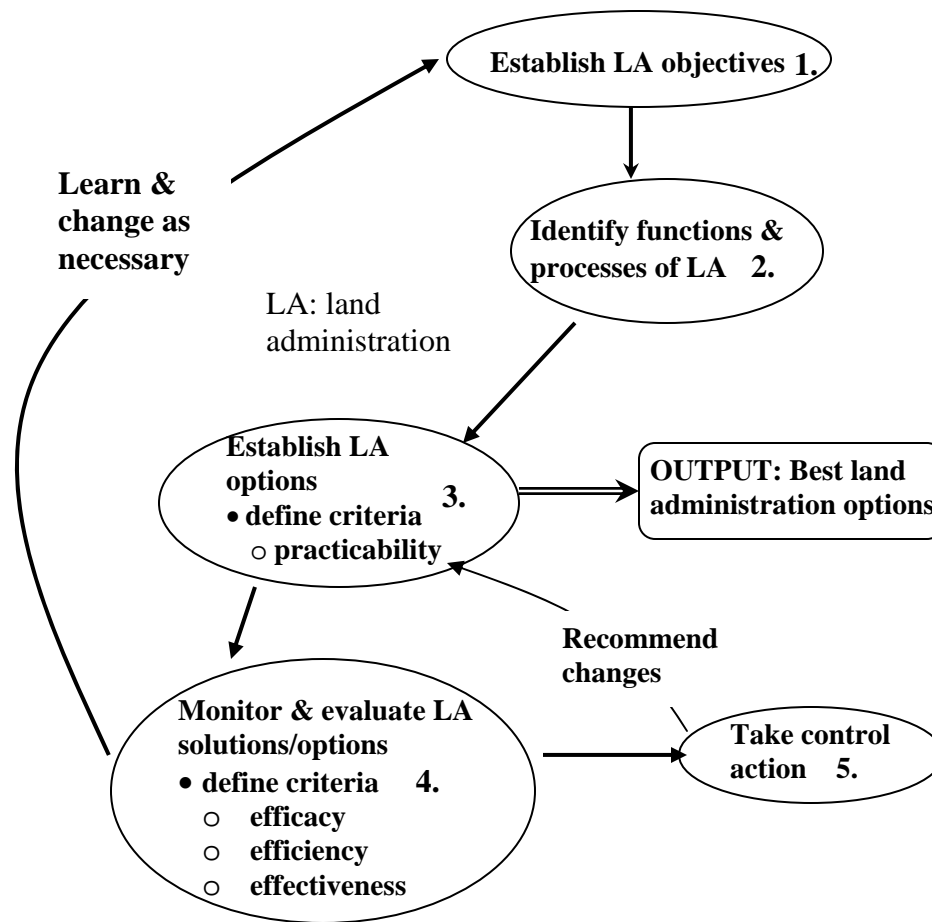 Establish LA objectives 1.
Learn &
change as
necessary
Identify functions &
processes of LA 2.
LA: land
administration
Establish LA
options
• define criteria 3.
o practicability
OUTPUT: Best land
administration options
Recommend
changes
Monitor & evaluate LA
solutions/options
• define criteria 4.
o efficacy
o efficiency
o effectiveness
Take control
action 5.